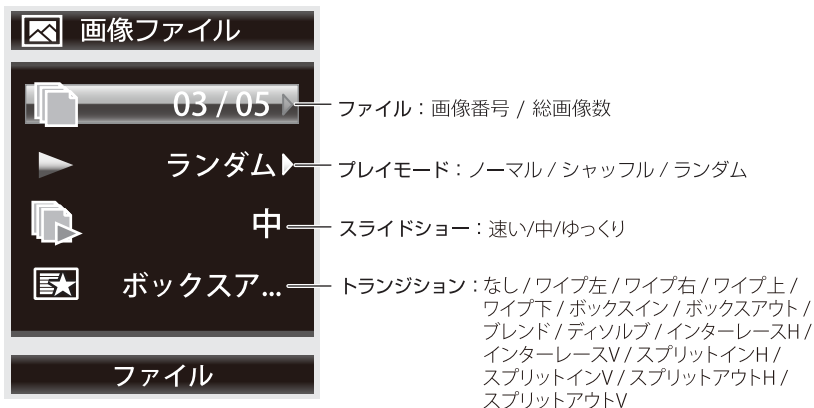 画像ファイル
03 / 05
ファイル：画像番号 / 総画像数
ランダム
プレイモード：ノーマル / シャッフル / ランダム
中
スライドショー：速い/中/ゆっくり
ボックスア...
トランジション：なし / ワイプ左 / ワイプ右 / ワイプ上 /
ワイプ下 / ボックスイン / ボックスアウト /
ブレンド / ディソルブ / インターレースH /
インターレースV / スプリットインH /
スプリットインV / スプリットアウトH /
スプリットアウトV
ファイル